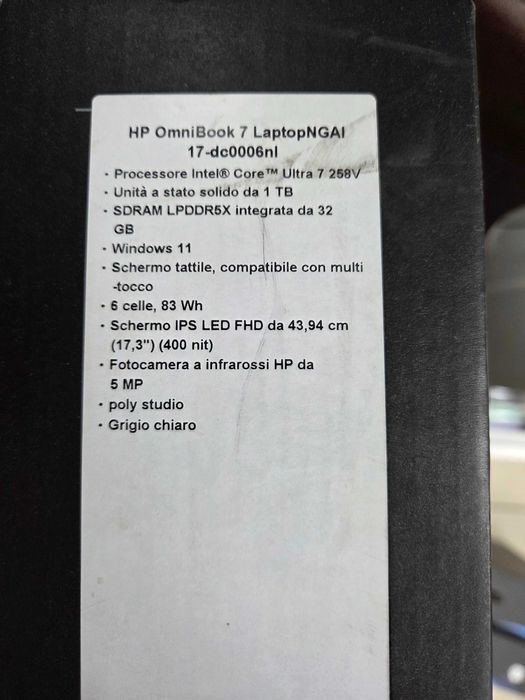 HP OmniBook 7 LaptopNGAI
17-dc0006nl
· Processore Intel® Core™ Ultra 7 258V
· Unità a stato solido da 1 TB
· SDRAM LPDDR5X integrata da 32
GB
· Windows 11
· Schermo tattile, compatibile con multi
-tocco
· 6 celle, 83 Wh
· Schermo IPS LED FHD da 43,94 cm
(17,3") (400 nit)
· Fotocamera a infrarossi HP da
5 MP
· poly studio
· Grigio chiaro